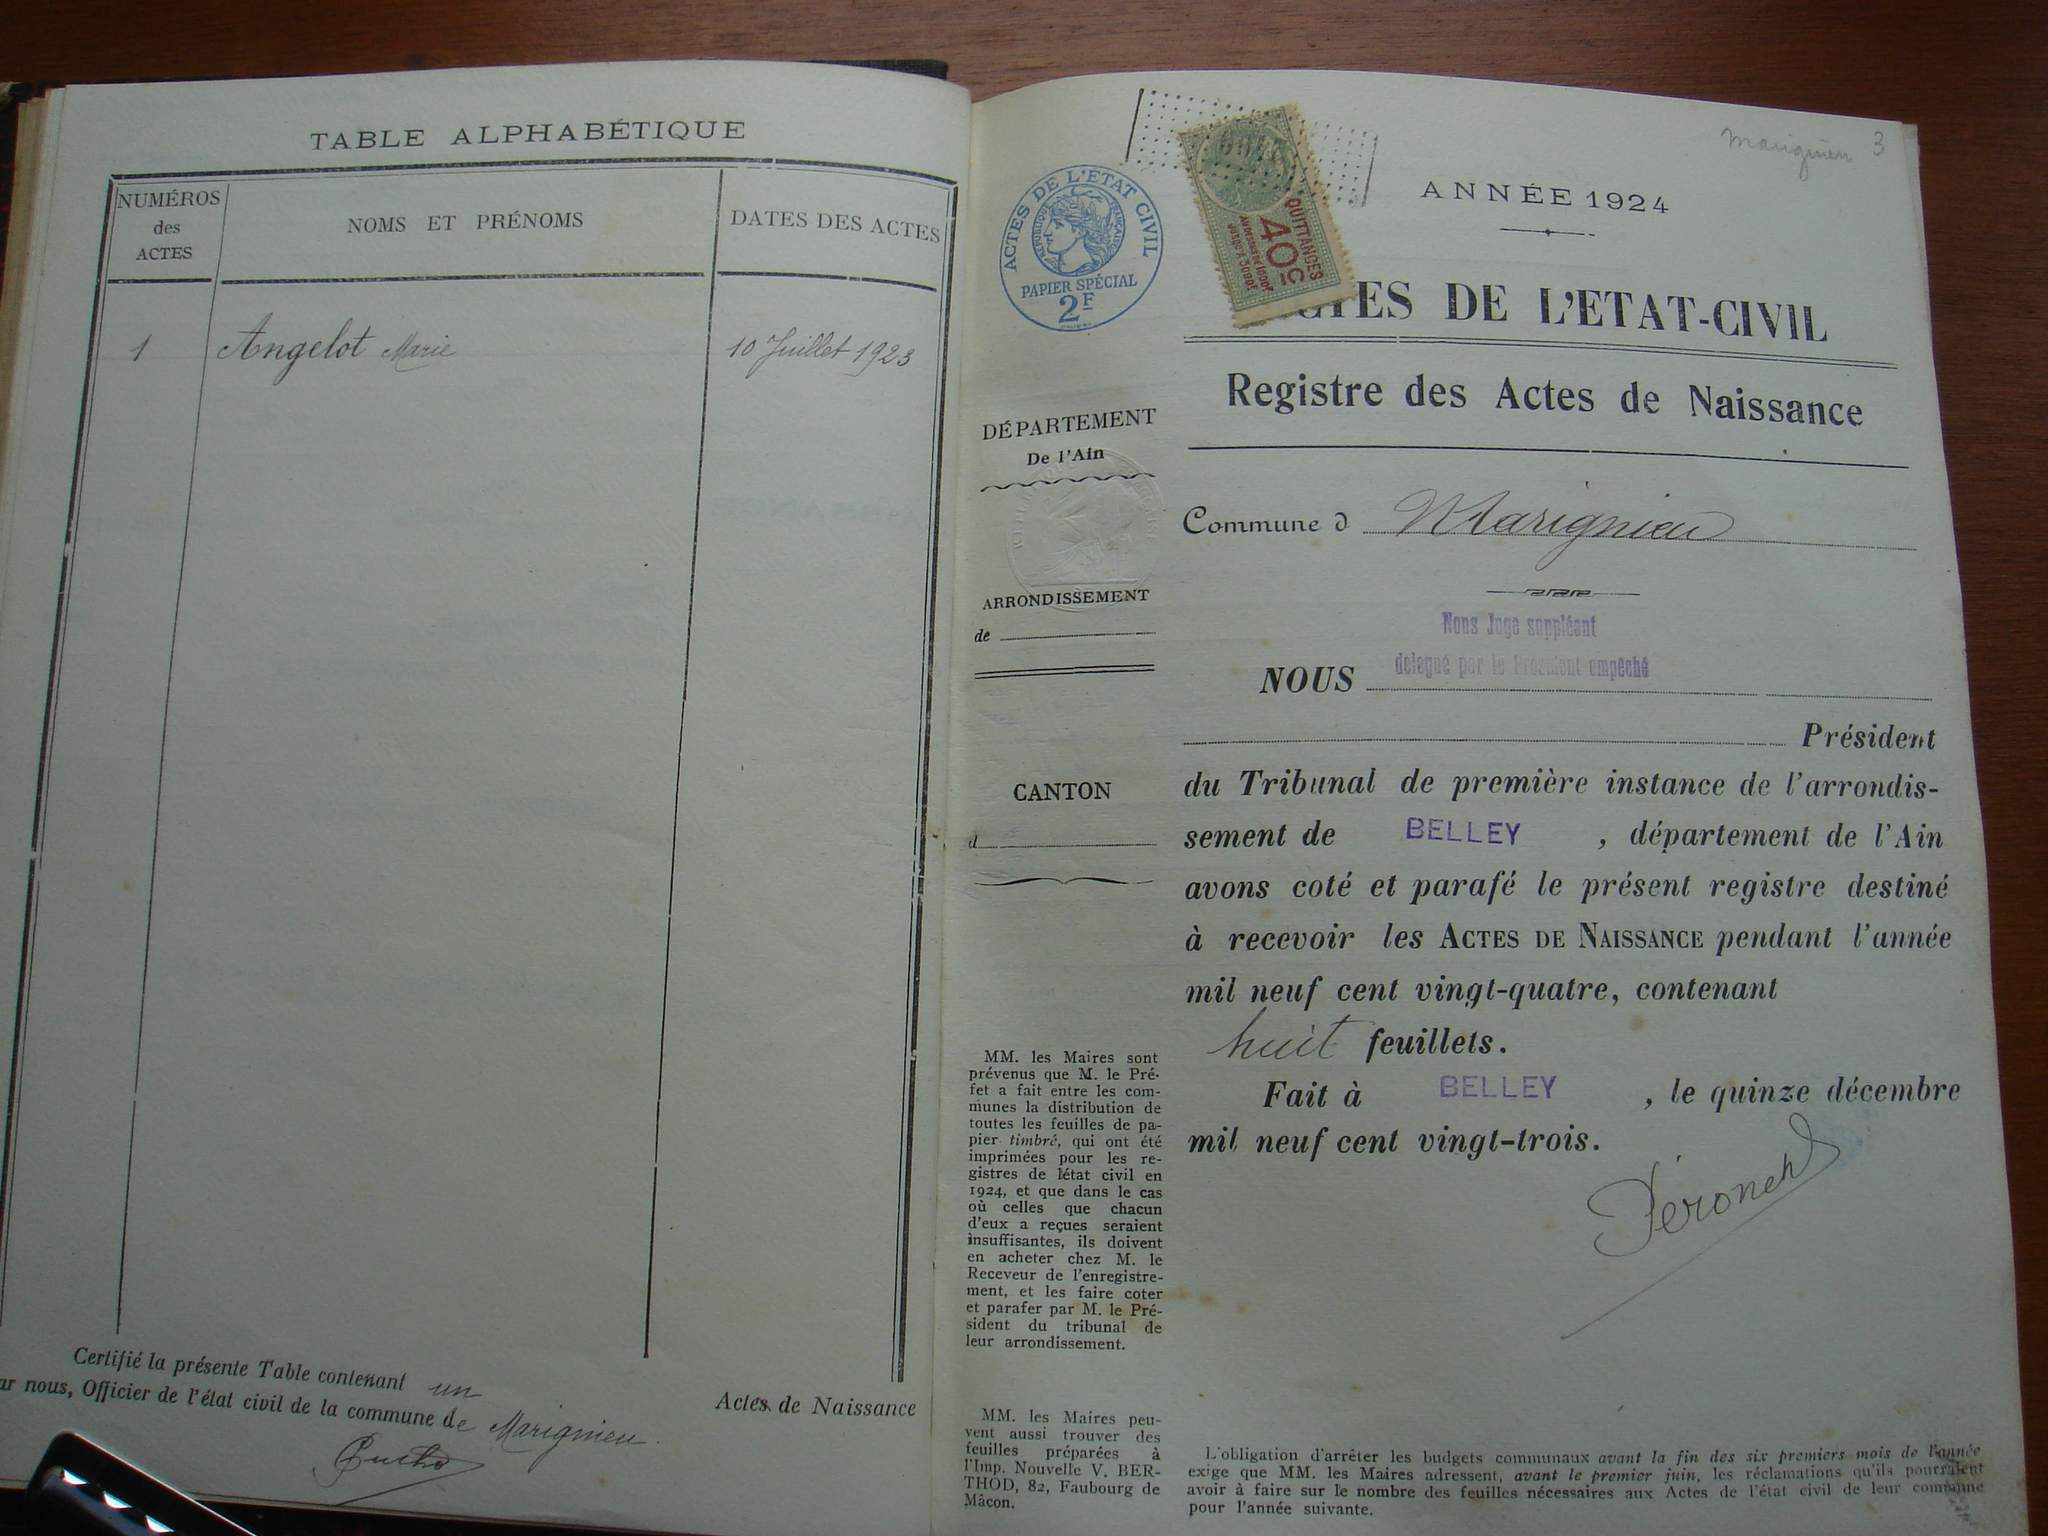 TABLE ALPHABÉTIQUE
NUMÉROS
des
ACTES
NOMS ET PRÉNOMS
DATES DES ACTES
1 Angelot Marie 10 Juillet 1923
Certifié la présente Table contenant un
Actes de Naissance
ar nous, Officier de l'état civil de la commune de Marignieu.
Marignieu 3
ACTES DE L'ETAT CIVIL
RÉPUBLIQUE FRANÇAISE
PAPIER SPÉCIAL
2F
QUITTANCES
40c
ANNÉE 1924
CTES DE L'ETAT-CIVIL
Registre des Actes de Naissance
DÉPARTEMENT
De l'Ain
Commune d Marignieu
ARRONDISSEMENT
de
CANTON
d
Nous Juge suppléant
délégué par le Président empêché
NOUS
Président
du Tribunal de première instance de l'arrondis-
sement de BELLEY , département de l'Ain
avons coté et parafé le présent registre destiné
à recevoir les ACTES DE NAISSANCE pendant l'année
mil neuf cent vingt-quatre, contenant
huit feuillets.
Fait à BELLEY , le quinze décembre
mil neuf cent vingt-trois.
MM. les Maires sont
prévenus que M. le Pré-
fet a fait entre les com-
munes la distribution de
toutes les feuilles de pa-
pier timbré, qui ont été
imprimées pour les re-
gistres de l'état civil en
1924, et que dans le cas
où celles que chacun
d'eux a reçues seraient
insuffisantes, ils doivent
en acheter chez M. le
Receveur de l'enregistre-
ment, et les faire coter
et parafer par M. le Pré-
sident du tribunal de
leur arrondissement.
MM. les Maires peu-
vent aussi trouver des
feuilles préparées à
l'Imp. Nouvelle V. BER-
THOD, 82, Faubourg de
Mâcon.
L'obligation d'arrêter les budgets communaux avant la fin des six premiers mois de l'année
exige que MM. les Maires adressent, avant le premier juin, les réclamations qu'ils pourraient
avoir à faire sur le nombre des feuilles nécessaires aux Actes de l'état civil de leur commune
pour l'année suivante.